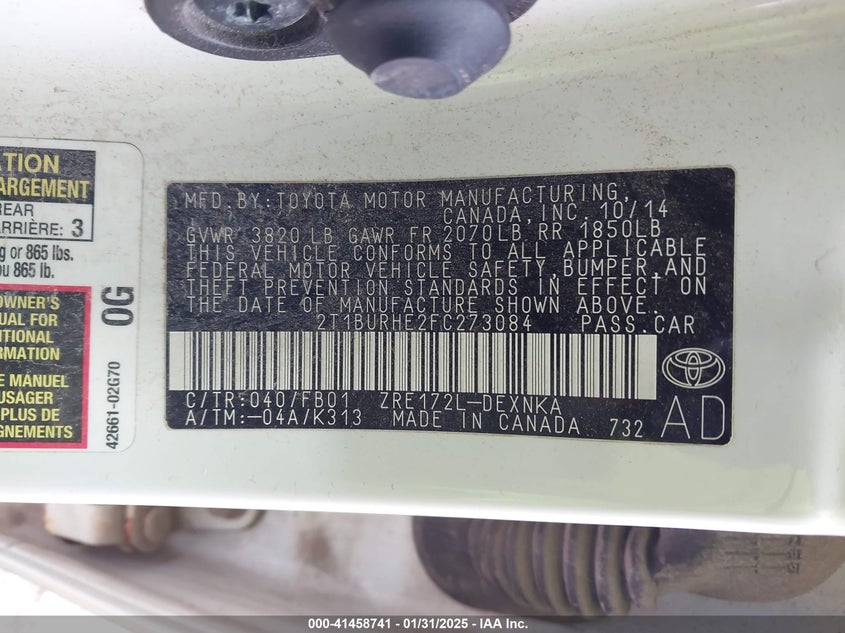 ATION
ARGEMENT
REAR
ARRIÈRE: 3
g or 865 lbs.
u 865 lb.
OWNER'S
UAL FOR
ITIONAL
RMATION
E MANUEL
USAGER
PLUS DE
GNEMENTS
0G
42661-02G70
MFD.BY:TOYOTA MOTOR MANUFACTURING,
CANADA,INC. 10/14
GVWR 3820 LB GAWR FR 2070LB RR 1850LB
THIS VEHICLE CONFORMS TO ALL APPLICABLE
FEDERAL MOTOR VEHICLE SAFETY,BUMPER,AND
THEFT PREVENTION STANDARDS IN EFFECT ON
THE DATE OF MANUFACTURE SHOWN ABOVE.
2T1BURHE2FC273084 PASS.CAR
C/TR:040/FB01 ZRE172L-DEXNKA
A/TM:-04A/K313 MADE IN CANADA 732
AD
000-41458741 / 01/31/2025 - IAA Inc.